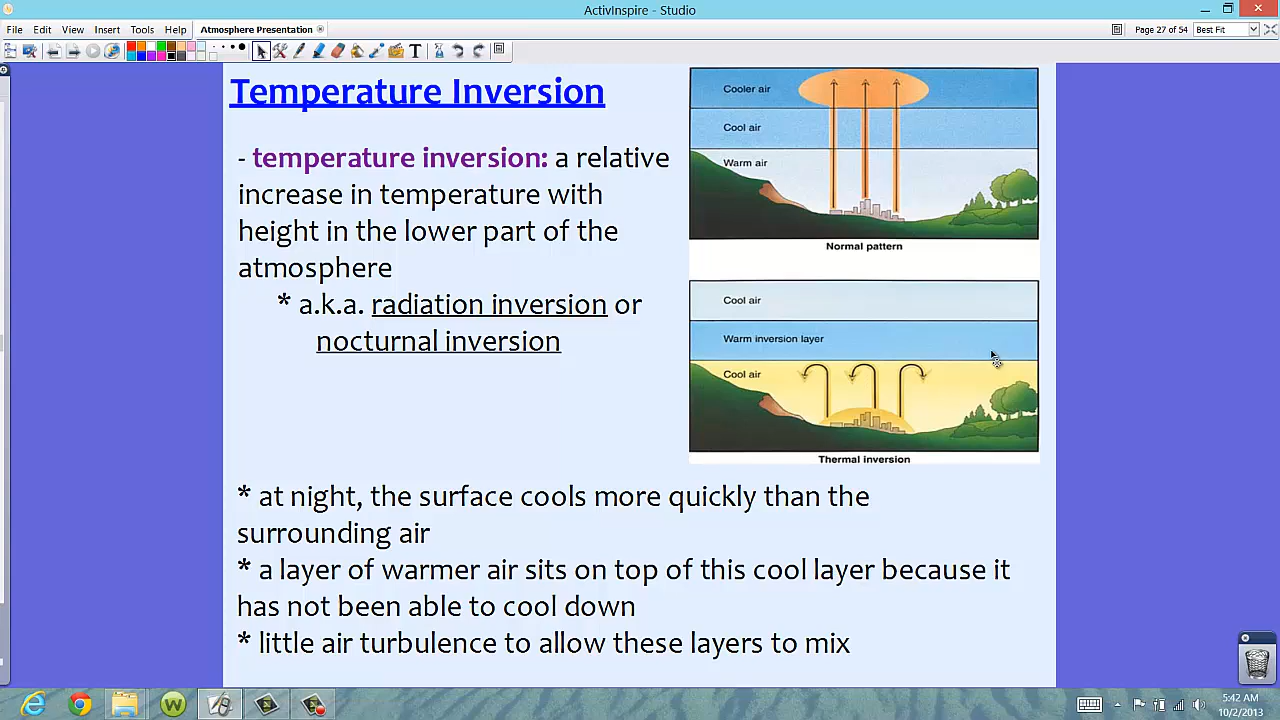 ActivInspire - Studio
File Edit View Insert Tools Help Atmosphere Presentation Page 27 of 54 Best Fit
Temperature Inversion
- temperature inversion: a relative
increase in temperature with
height in the lower part of the
atmosphere
* a.k.a. radiation inversion or
nocturnal inversion
Cooler air
Cool air
Warm air
Normal pattern
Cool air
Warm inversion layer
Cool air
Thermal inversion
* at night, the surface cools more quickly than the
surrounding air
* a layer of warmer air sits on top of this cool layer because it
has not been able to cool down
* little air turbulence to allow these layers to mix
5:42 AM
10/2/2013